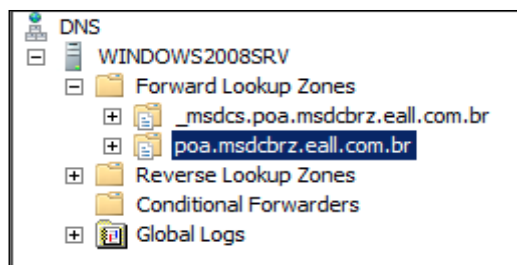 DNS
WINDOWS2008SRV
Forward Lookup Zones
_msdcs.poa.msdcbrz.eall.com.br
poa.msdcbrz.eall.com.br
Reverse Lookup Zones
Conditional Forwarders
Global Logs